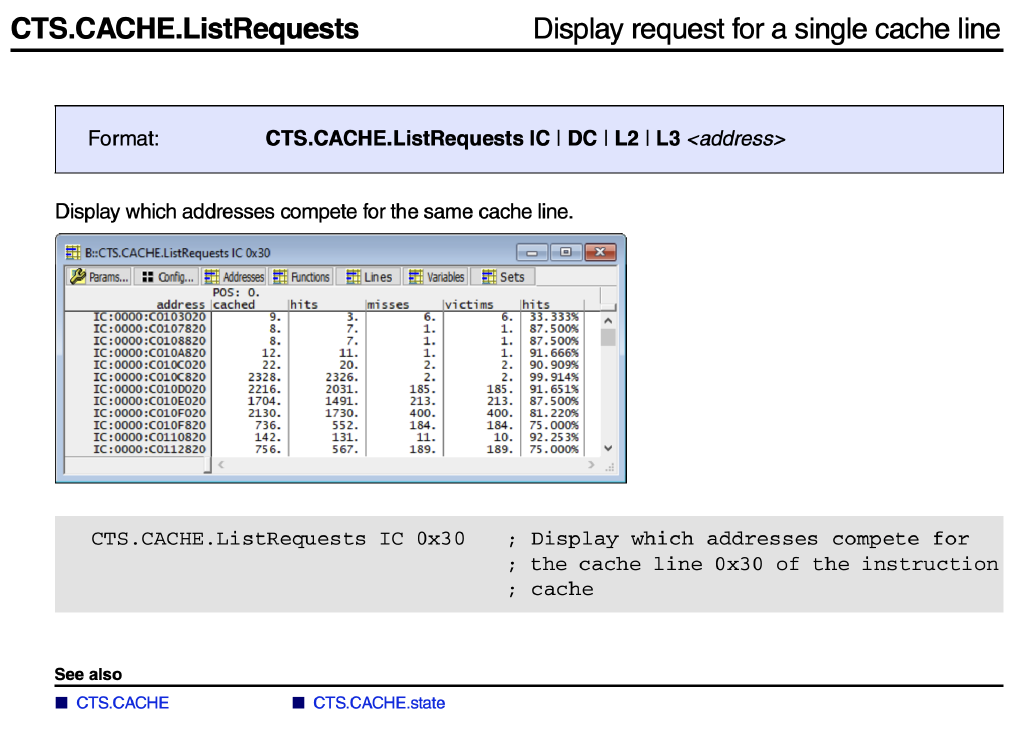 CTS.CACHE.ListRequests Display request for a single cache line
Format: CTS.CACHE.ListRequests IC | DC | L2 | L3 <address>
Display which addresses compete for the same cache line.
B::CTS.CACHE.ListRequests IC 0x30
Params... Config... Addresses Functions Lines Variables Sets
POS: 0.
address cached hits misses victims hits
IC:0000:C0103020 9. 3. 6. 6. 33.333%
IC:0000:C0107820 8. 7. 1. 1. 87.500%
IC:0000:C0108820 8. 7. 1. 1. 87.500%
IC:0000:C010A820 12. 11. 1. 1. 91.666%
IC:0000:C010C020 22. 20. 2. 2. 90.909%
IC:0000:C010C820 2328. 2326. 2. 2. 99.914%
IC:0000:C010D020 2216. 2031. 185. 185. 91.651%
IC:0000:C010E020 1704. 1491. 213. 213. 87.500%
IC:0000:C010F020 2130. 1730. 400. 400. 81.220%
IC:0000:C010F820 736. 552. 184. 184. 75.000%
IC:0000:C0110820 142. 131. 11. 10. 92.253%
IC:0000:C0112820 756. 567. 189. 189. 75.000%
CTS.CACHE.ListRequests IC 0x30 ; Display which addresses compete for
; the cache line 0x30 of the instruction
; cache
See also
CTS.CACHE CTS.CACHE.state